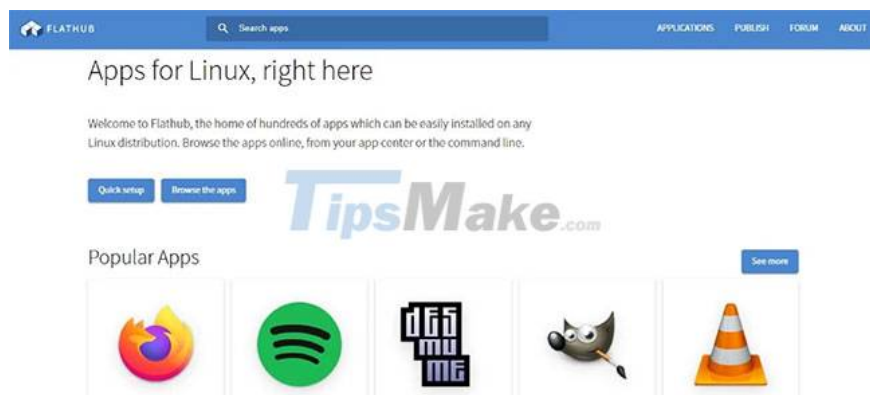 FLATHUB
Search apps
APPLICATIONS PUBLISH FORUM ABOUT
Apps for Linux, right here
Welcome to Flathub, the home of hundreds of apps which can be easily installed on any
Linux distribution. Browse the apps online, from your app center or the command line.
Quick setup Browse the apps
TipsMake.com
Popular Apps
See more
DES
MU
ME